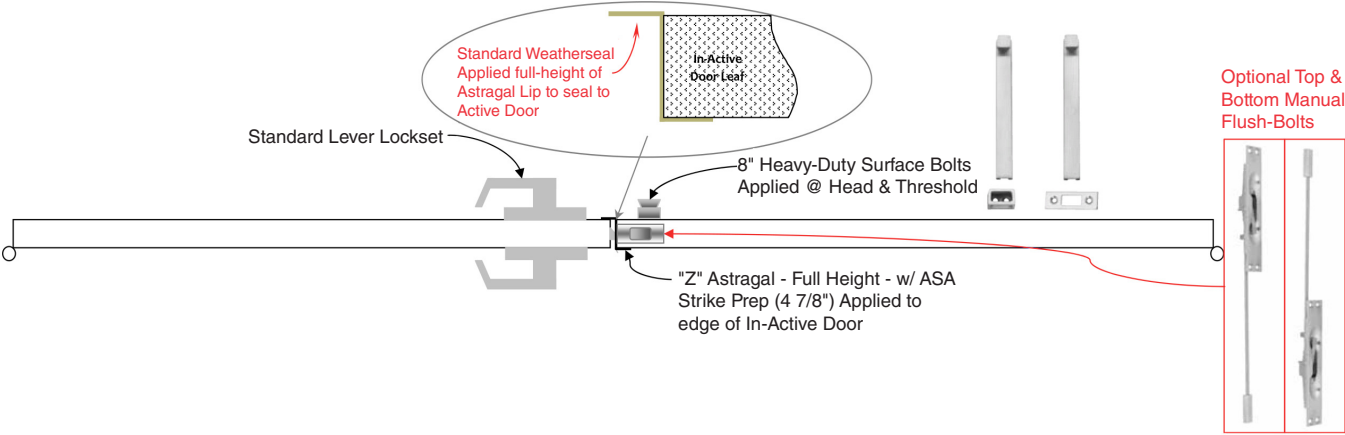 Standard Weatherseal
Applied full-height of
Astragal Lip to seal to
Active Door
In-Active
Door Leaf
Optional Top &
Bottom Manual
Flush-Bolts
Standard Lever Lockset
8" Heavy-Duty Surface Bolts
Applied @ Head & Threshold
"Z" Astragal - Full Height - w/ ASA
Strike Prep (4 7/8") Applied to
edge of In-Active Door